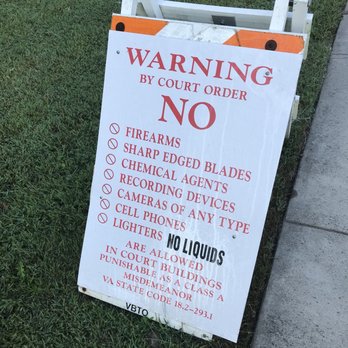 WARNING
BY COURT ORDER
NO
FIREARMS
SHARP EDGED BLADES
CHEMICAL AGENTS
RECORDING DEVICES
CAMERAS OF ANY TYPE
CELL PHONES
LIGHTERS NO LIQUIDS
ARE ALLOWED
IN COURT BUILDINGS
PUNISHABLE AS A CLASS A
MISDEMEANOR
VA STATE CODE 18.2-293.1
VBTO